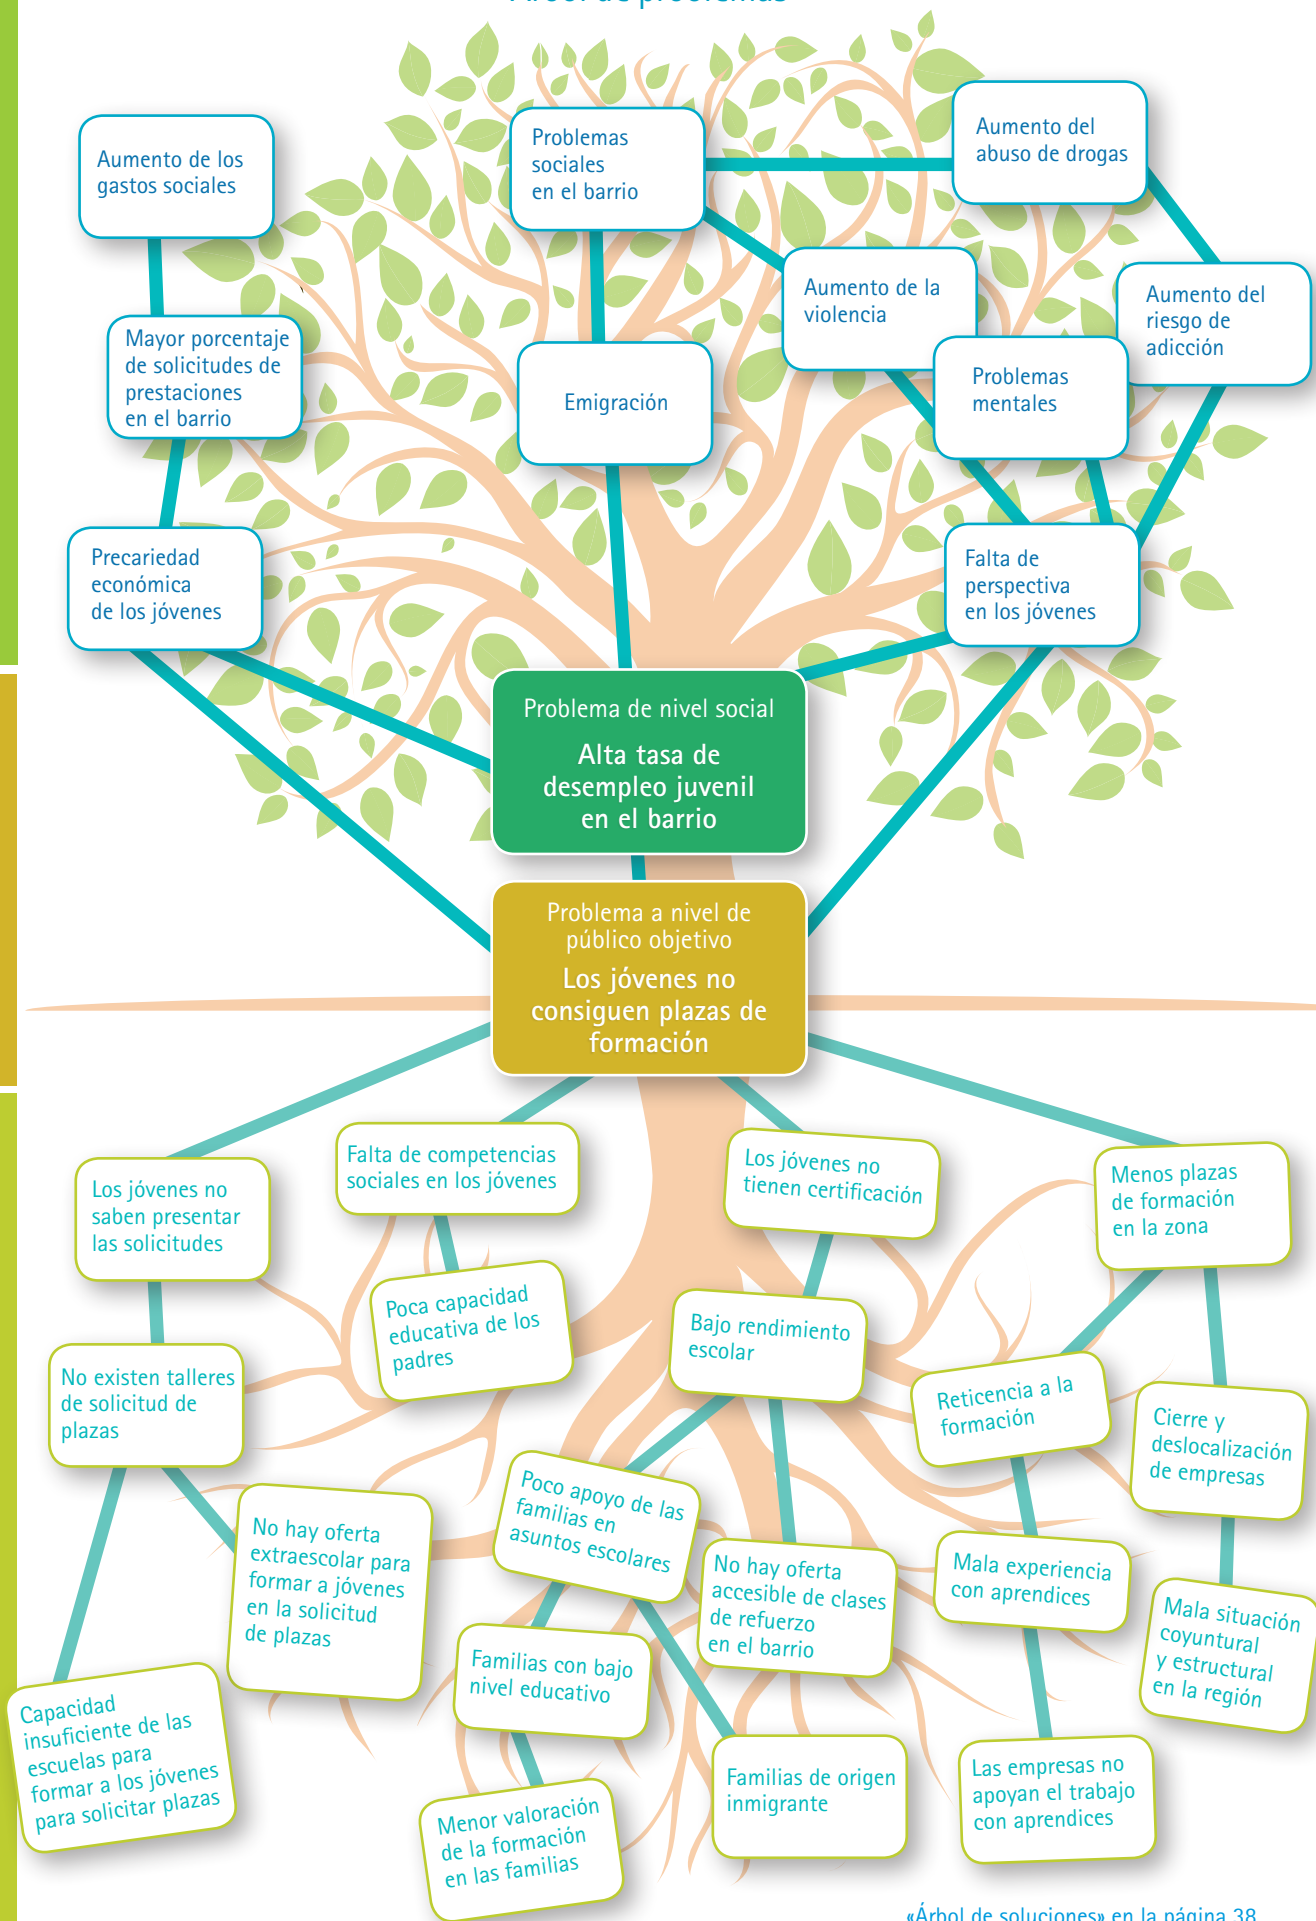 Árbol de problemas
Aumento de los
gastos sociales
Problemas
sociales
en el barrio
Aumento del
abuso de drogas
Aumento de la
violencia
Aumento del
riesgo de
adicción
Mayor porcentaje
de solicitudes de
prestaciones
en el barrio
Emigración
Problemas
mentales
Precariedad
económica
de los jóvenes
Falta de
perspectiva
en los jóvenes
Problema de nivel social
Alta tasa de
desempleo juvenil
en el barrio
Problema a nivel de
público objetivo
Los jóvenes no
consiguen plazas de
formación
Los jóvenes no
saben presentar
las solicitudes
Falta de competencias
sociales en los jóvenes
Los jóvenes no
tienen certificación
Menos plazas
de formación
en la zona
Poca capacidad
educativa de los
padres
Bajo rendimiento
escolar
No existen talleres
de solicitud de
plazas
Reticencia a la
formación
Cierre y
deslocalización
de empresas
No hay oferta
extraescolar para
formar a jóvenes
en la solicitud
de plazas
Poco apoyo de las
familias en
asuntos escolares
No hay oferta
accesible de clases
de refuerzo
en el barrio
Mala experiencia
con aprendices
Mala situación
coyuntural
y estructural
en la región
Familias con bajo
nivel educativo
Capacidad
insuficiente de las
escuelas para
formar a los jóvenes
para solicitar plazas
Menor valoración
de la formación
en las familias
Familias de origen
inmigrante
Las empresas no
apoyan el trabajo
con aprendices
«Árbol de soluciones» en la página 38